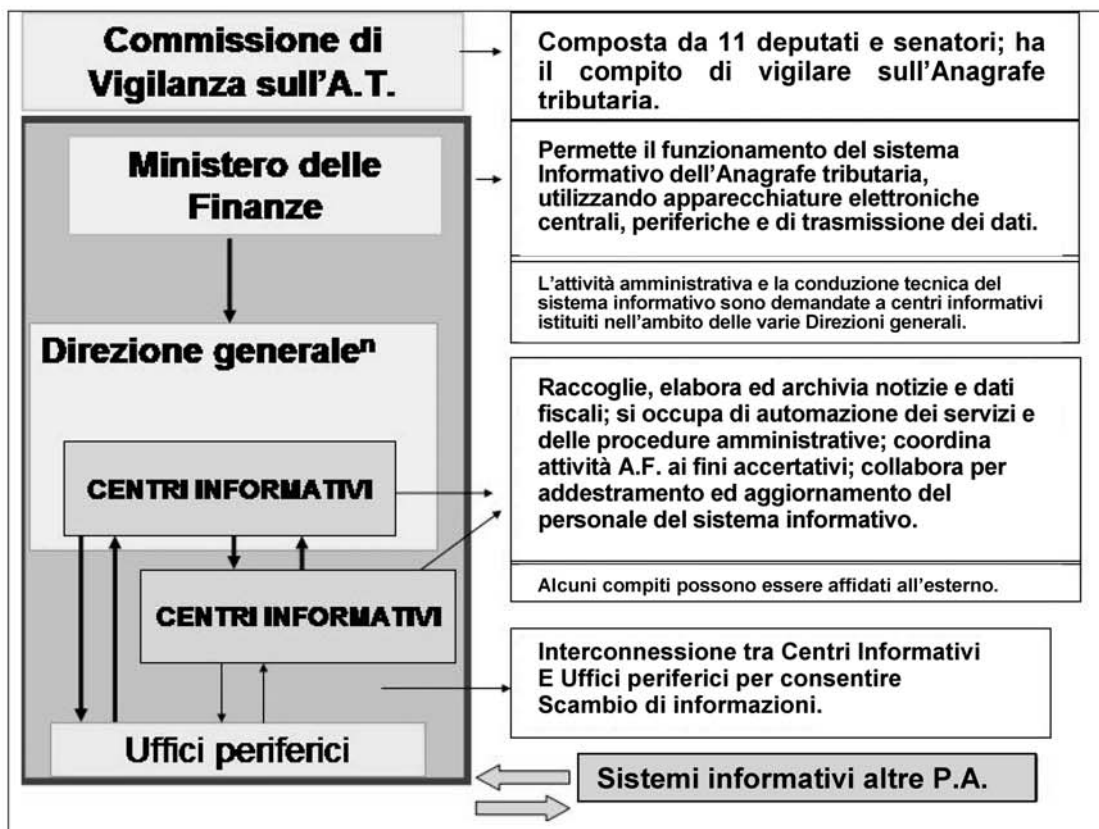 Commissione di
Vigilanza sull'A.T.
Composta da 11 deputati e senatori; ha
il compito di vigilare sull'Anagrafe
tributaria.
Ministero delle
Finanze
Permette il funzionamento del sistema
Informativo dell'Anagrafe tributaria,
utilizzando apparecchiature elettroniche
centrali, periferiche e di trasmissione dei dati.
L'attività amministrativa e la conduzione tecnica del
sistema informativo sono demandate a centri informativi
istituiti nell'ambito delle varie Direzioni generali.
Direzione generaleⁿ
Raccoglie, elabora ed archivia notizie e dati
fiscali; si occupa di automazione dei servizi e
delle procedure amministrative; coordina
attività A.F. ai fini accertativi; collabora per
addestramento ed aggiornamento del
personale del sistema informativo.
CENTRI INFORMATIVI
Alcuni compiti possono essere affidati all'esterno.
CENTRI INFORMATIVI
Interconnessione tra Centri Informativi
E Uffici periferici per consentire
Scambio di informazioni.
Uffici periferici
Sistemi informativi altre P.A.